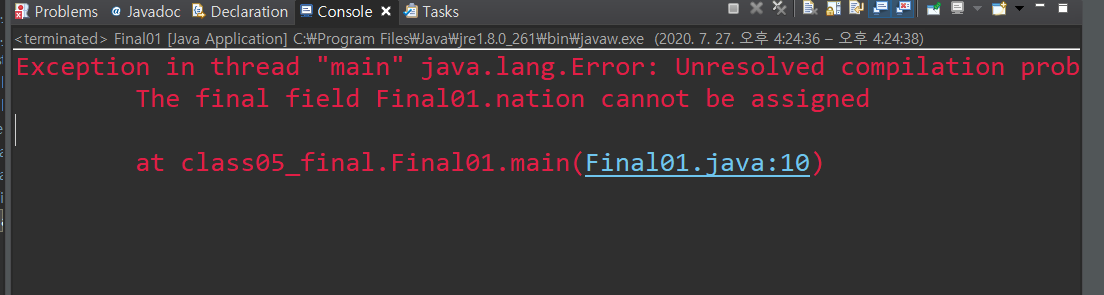 Problems @ Javadoc Declaration Console Tasks
<terminated> Final01 [Java Application] C:₩Program Files₩Java₩jre1.8.0_261₩bin₩javaw.exe (2020. 7. 27. 오후 4:24:36 – 오후 4:24:38)
Exception in thread "main" java.lang.Error: Unresolved compilation prob
The final field Final01.nation cannot be assigned
at class05_final.Final01.main(Final01.java:10)